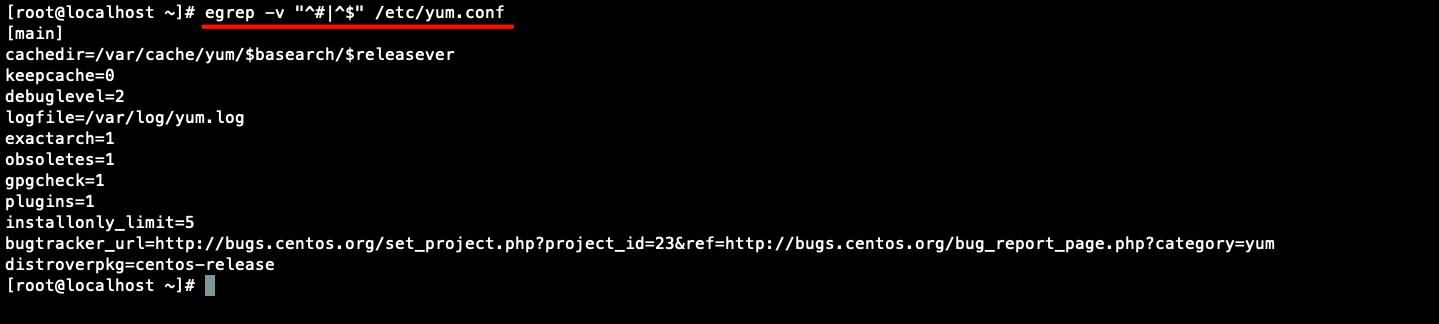 [root@localhost ~]# egrep -v "^#|^$" /etc/yum.conf
[main]
cachedir=/var/cache/yum/$basearch/$releasever
keepcache=0
debuglevel=2
logfile=/var/log/yum.log
exactarch=1
obsoletes=1
gpgcheck=1
plugins=1
installonly_limit=5
bugtracker_url=http://bugs.centos.org/set_project.php?project_id=23&ref=http://bugs.centos.org/bug_report_page.php?category=yum
distroverpkg=centos-release
[root@localhost ~]#